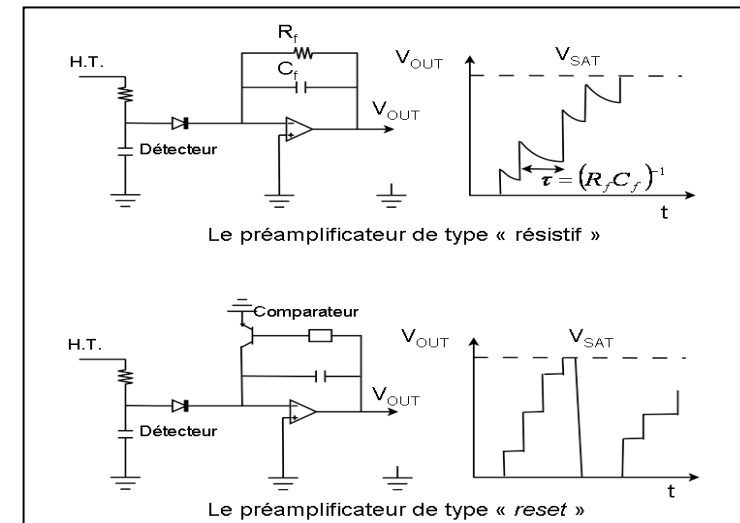 R_f
H.T.
C_f
V_OUT
V_SAT
V_OUT
Détecteur
τ = (R_f C_f)^-1
t
Le préamplificateur de type « résistif »
Comparateur
H.T.
V_OUT
V_SAT
V_OUT
Détecteur
t
Le préamplificateur de type « reset »